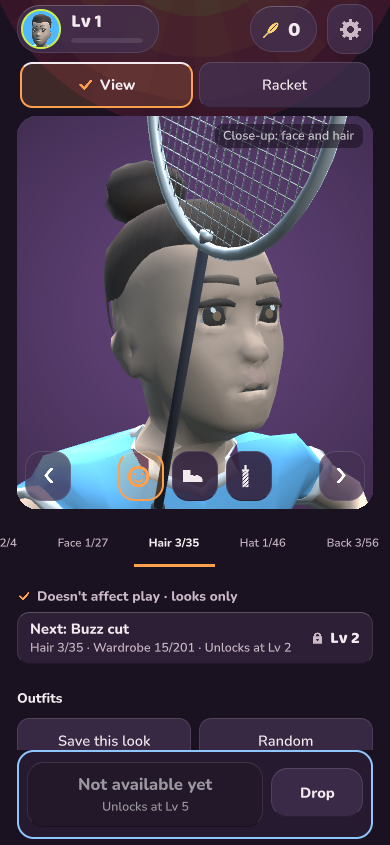 Lv 1
0
View
Racket
Close-up: face and hair
2/4
Face 1/27
Hair 3/35
Hat 1/46
Back 3/56
Doesn't affect play · looks only
Next: Buzz cut
Hair 3/35 · Wardrobe 15/201 · Unlocks at Lv 2
Lv 2
Outfits
Save this look
Random
Not available yet
Unlocks at Lv 5
Drop